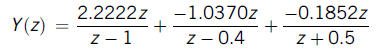 Y(z) = 2.2222z / z − 1 + −1.0370z / z − 0.4 + −0.1852z / z + 0.5